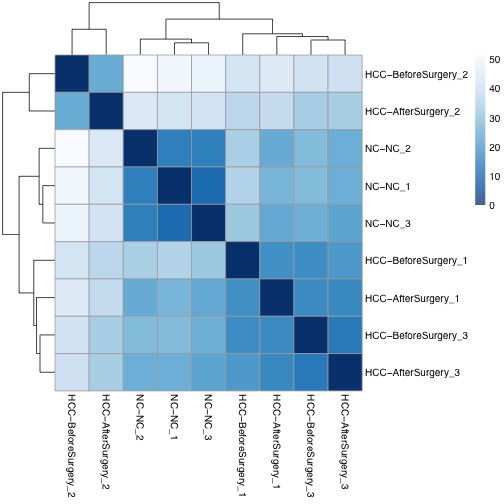 50
40
30
20
10
0
HCC-BeforeSurgery_2
HCC-AfterSurgery_2
NC-NC_2
NC-NC_1
NC-NC_3
HCC-BeforeSurgery_1
HCC-AfterSurgery_1
HCC-BeforeSurgery_3
HCC-AfterSurgery_3
HCC-BeforeSurgery_2
HCC-AfterSurgery_2
NC-NC_2
NC-NC_1
NC-NC_3
HCC-BeforeSurgery_1
HCC-AfterSurgery_1
HCC-BeforeSurgery_3
HCC-AfterSurgery_3